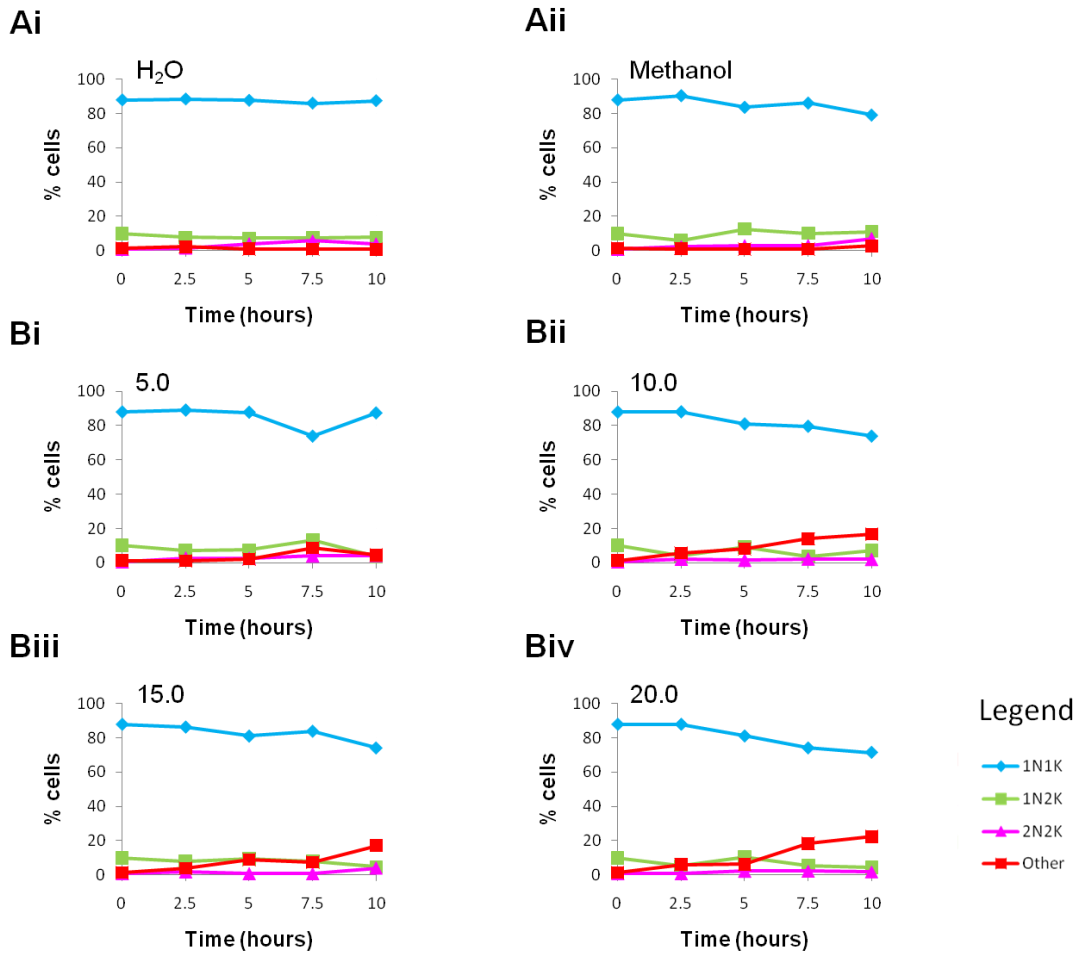 Ai
H₂O
100
80
60
40
20
0
% cells
0 2.5 5 7.5 10
Time (hours)
Aii
Methanol
100
80
60
40
20
0
% cells
0 2.5 5 7.5 10
Time (hours)
Bi
5.0
100
80
60
40
20
0
% cells
0 2.5 5 7.5 10
Time (hours)
Bii
10.0
100
80
60
40
20
0
% cells
0 2.5 5 7.5 10
Time (hours)
Biii
15.0
100
80
60
40
20
0
% cells
0 2.5 5 7.5 10
Time (hours)
Biv
20.0
100
80
60
40
20
0
% cells
0 2.5 5 7.5 10
Time (hours)
Legend
1N1K
1N2K
2N2K
Other